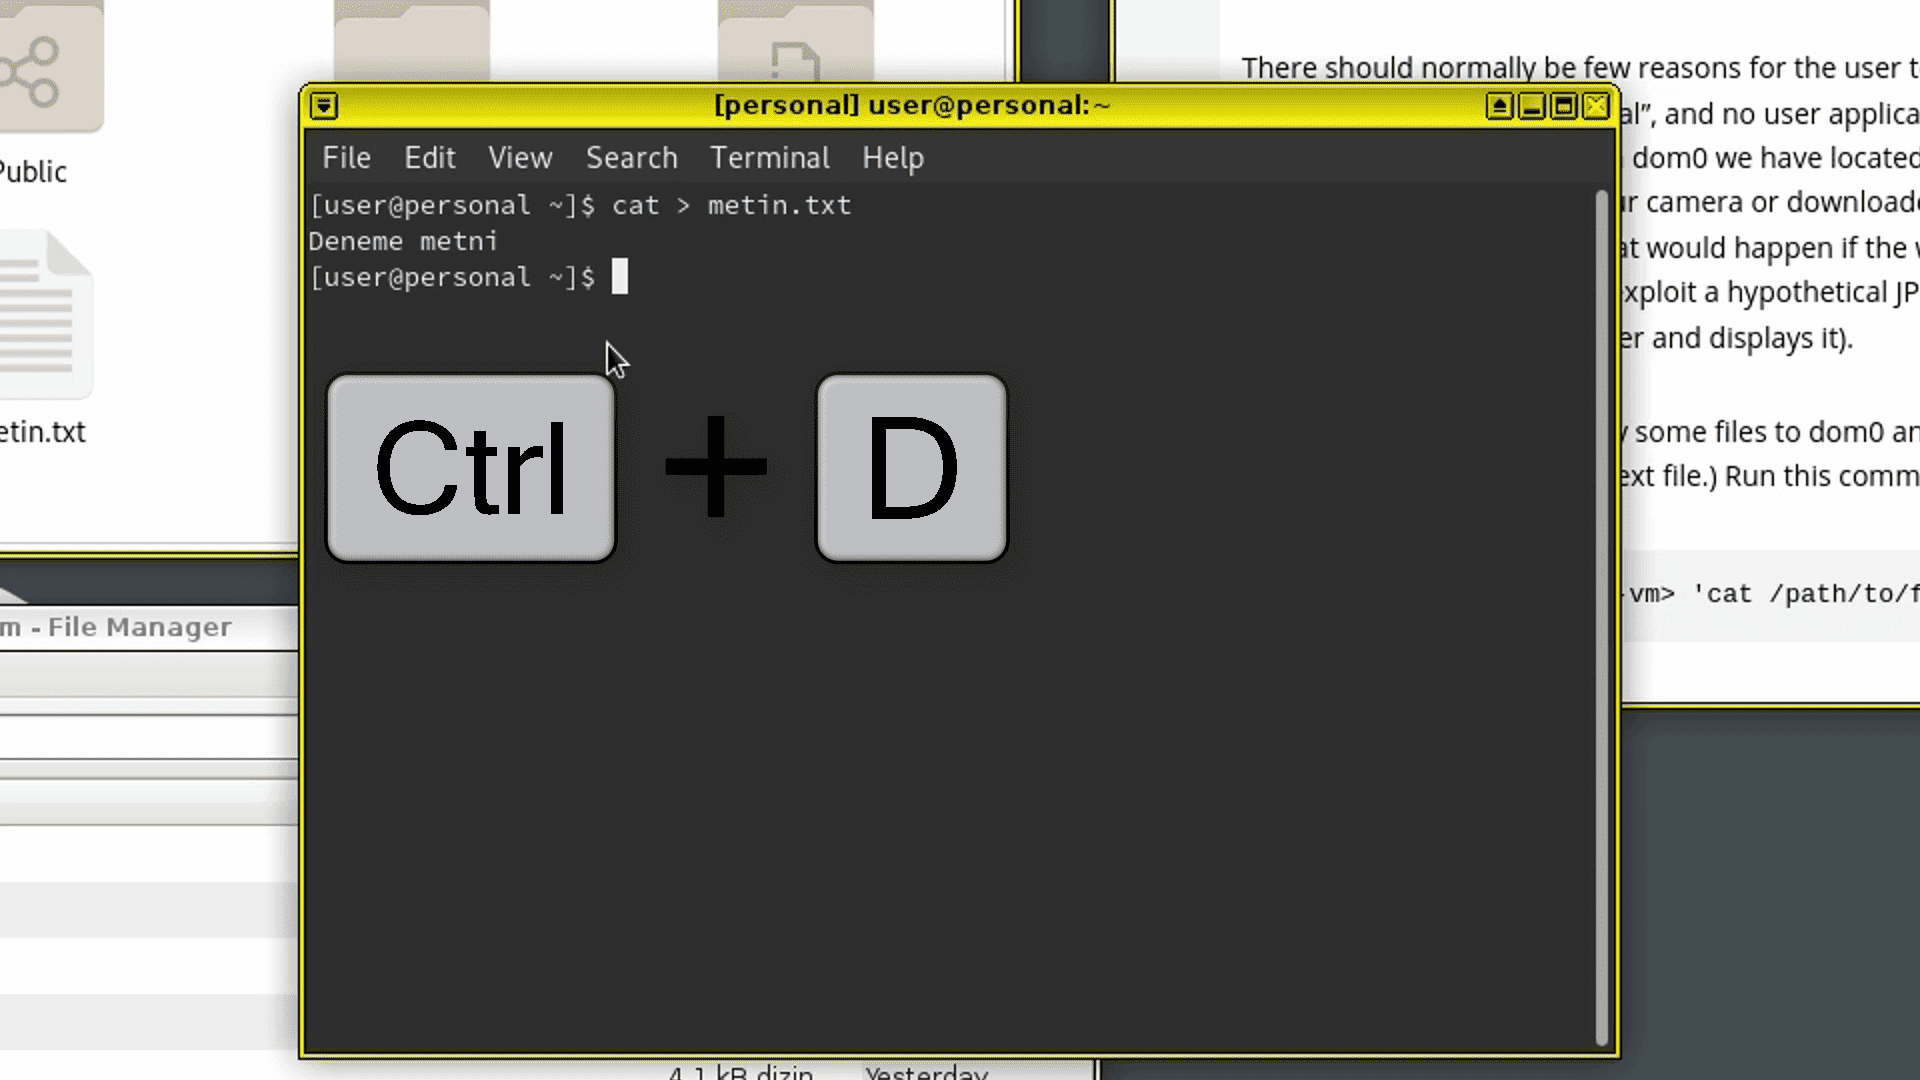 Public
etin.txt
m - File Manager
[personal] user@personal:~
File Edit View Search Terminal Help
[user@personal ~]$ cat > metin.txt
Deneme metni
[user@personal ~]$
Ctrl + D
There should normally be few reasons for the user t
al”, and no user applica
dom0 we have located
ur camera or downloade
at would happen if the
exploit a hypothetical JP
er and displays it).
some files to dom0 an
ext file.) Run this comm
-vm> 'cat /path/to/f
4.1 kB dizin Yesterday